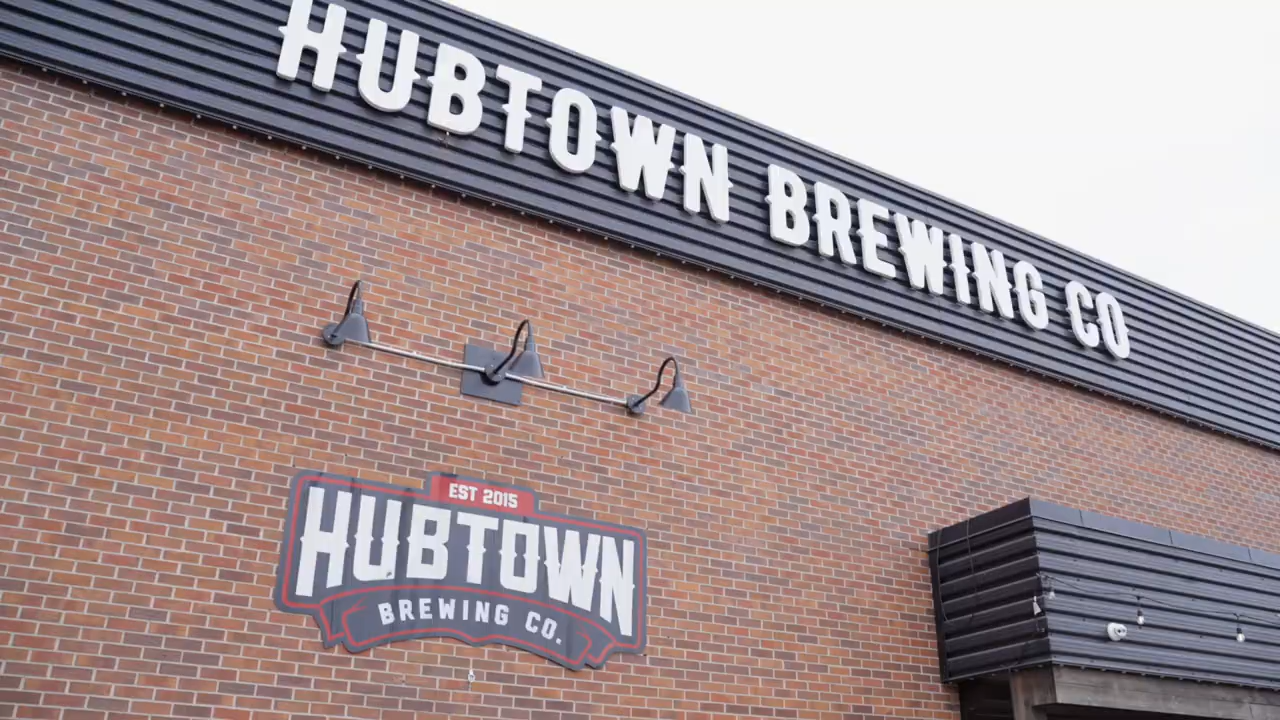 HUBTOWN BREWING CO
EST 2015
HUBTOWN
BREWING CO.